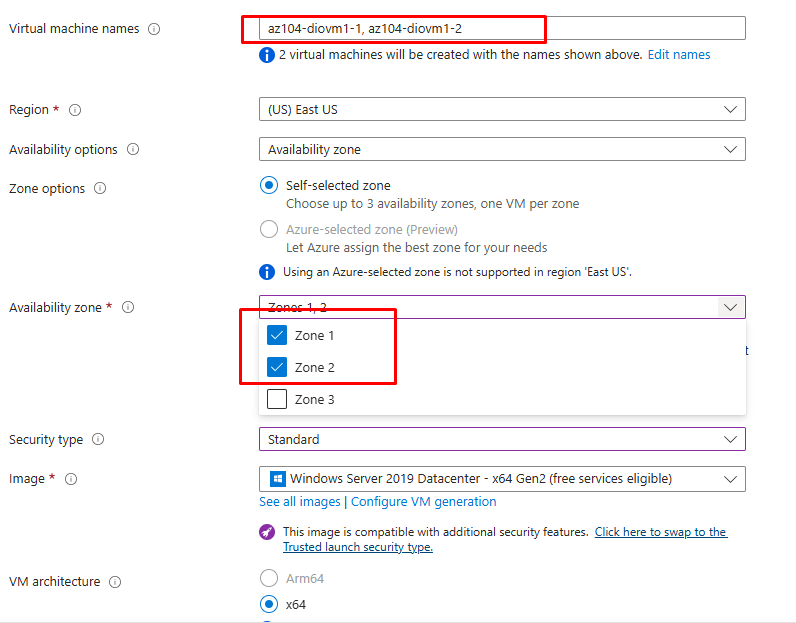 Virtual machine names
az104-diovm1-1, az104-diovm1-2
2 virtual machines will be created with the names shown above. Edit names
Region *
(US) East US
Availability options
Availability zone
Zone options
Self-selected zone
Choose up to 3 availability zones, one VM per zone
Azure-selected zone (Preview)
Let Azure assign the best zone for your needs
Using an Azure-selected zone is not supported in region 'East US'.
Availability zone *
Zones 1, 2
Zone 1
Zone 2
Zone 3
Security type
Standard
Image *
Windows Server 2019 Datacenter - x64 Gen2 (free services eligible)
See all images | Configure VM generation
This image is compatible with additional security features. Click here to swap to the
Trusted launch security type.
VM architecture
Arm64
x64